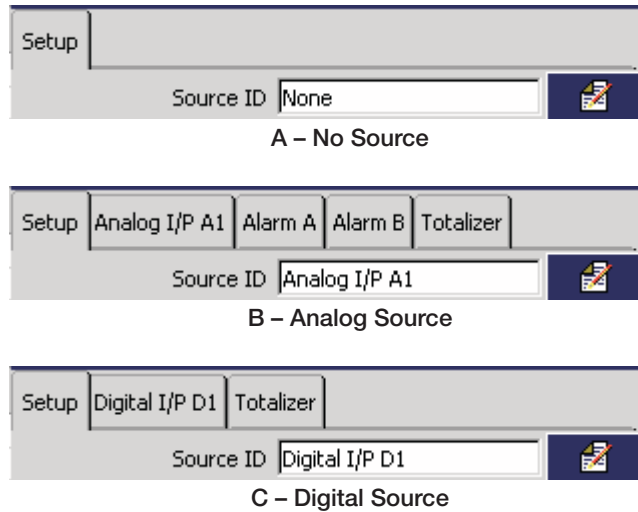 Setup
Source ID None
A – No Source
Setup Analog I/P A1 Alarm A Alarm B Totalizer
Source ID Analog I/P A1
B – Analog Source
Setup Digital I/P D1 Totalizer
Source ID Digital I/P D1
C – Digital Source